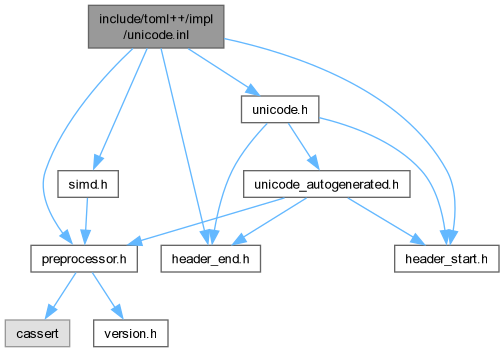 include/toml++/impl
/unicode.inl
unicode.h
simd.h
unicode_autogenerated.h
preprocessor.h
header_end.h
header_start.h
cassert
version.h